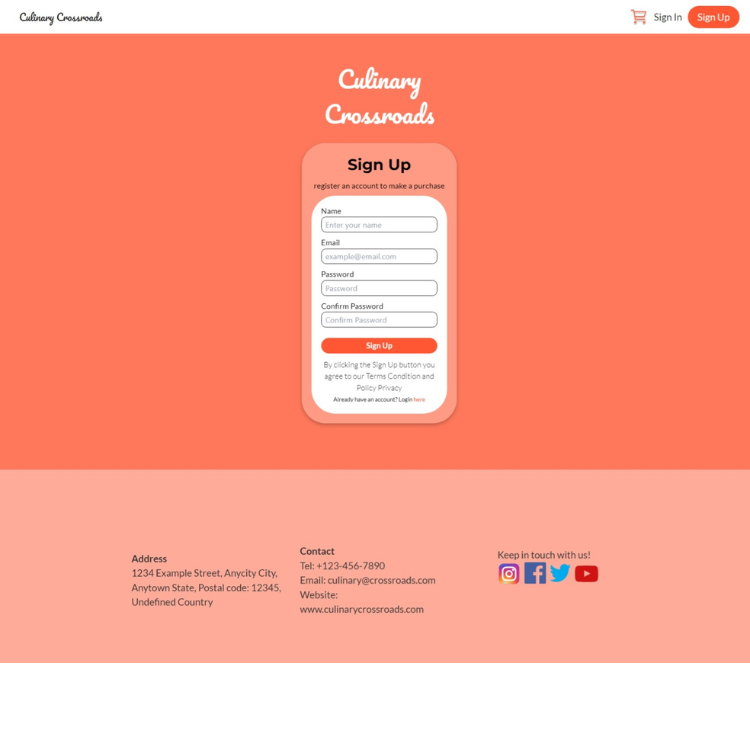 Culinary Crossroads
Sign In
Sign Up
Culinary
Crossroads
Sign Up
register an account to make a purchase
Name
Enter your name
Email
example@email.com
Password
Password
Confirm Password
Confirm Password
Sign Up
By clicking the Sign Up button you
agree to our Terms Condition and
Policy Privacy
Already have an account? Login here
Address
1234 Example Street, Anycity City,
Anytown State, Postal code: 12345,
Undefined Country
Contact
Tel: +123-456-7890
Email: culinary@crossroads.com
Website:
www.culinarycrossroads.com
Keep in touch with us!